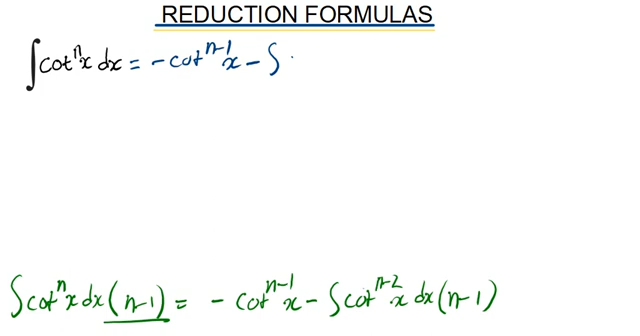 REDUCTION FORMULAS
∫cotⁿx dx = -cotⁿ⁻¹x - ∫
∫cotⁿx dx (n-1) = -cotⁿ⁻¹x - ∫cotⁿ⁻²x dx (n-1)